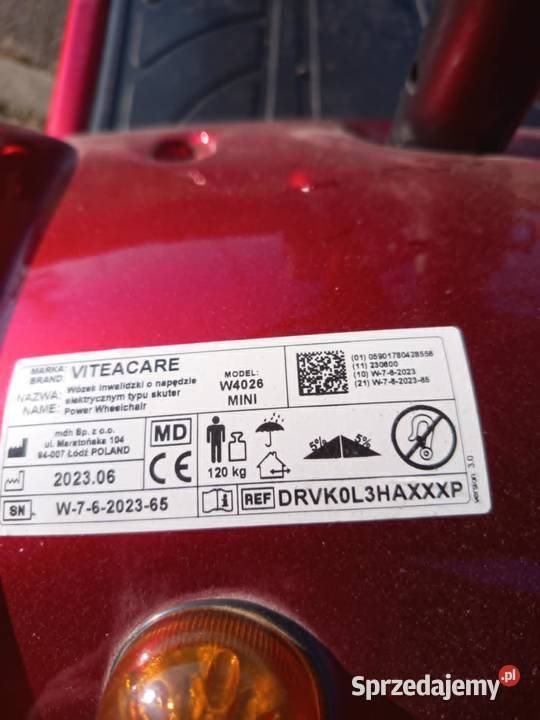 MARKA:
BRAND:
VITEACARE
NAZWA:
NAME:
Wózek inwalidzki o napędzie
elektrycznym typu skuter
Power Wheelchair
MODEL:
W4026
MINI
(01) 05901780428556
(11) 230600
(10) W-7-6-2023
(21) W-7-6-2023-65
mdh Sp. z o.o.
ul. Maratońska 104
94-007 Łódź POLAND
MD
CE
2023.06
SN W-7-6-2023-65
120 kg
5% 5%
REF DRVK0L3HAXXXP
version 3.0
Sprzedajemy.pl